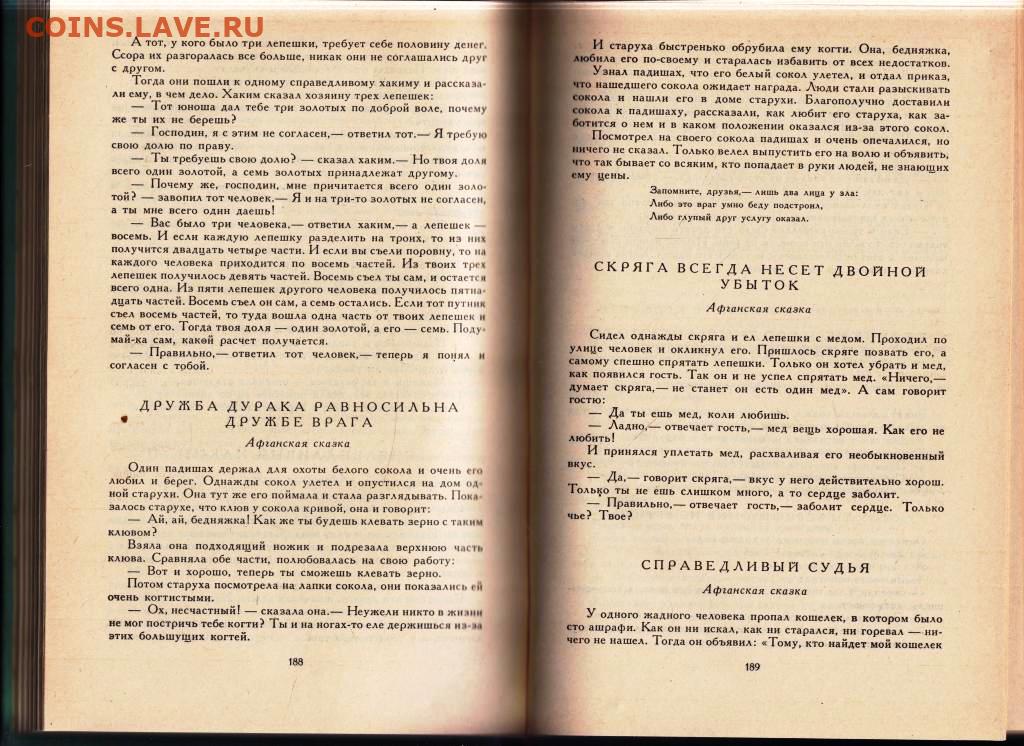 COINS.LAVE.RU
А тот, у кого было три лепешки, требует себе половину денег.
Ссора их разгоралась все больше, никак они не соглашались друг
с другом.
Тогда они пошли к одному справедливому хакиму и рассказа-
ли ему, в чем дело. Хаким сказал хозяину трех лепешек:
— Тот юноша дал тебе три золотых по доброй воле, почему
же ты их не берешь?
— Господин, я с этим не согласен,— ответил тот.— Я требую
свою долю по праву.
— Ты требуешь свою долю? — сказал хаким.— Но твоя доля
всего один золотой, а семь золотых принадлежат другому.
— Почему же, господин, мне причитается всего один золо-
той? — завопил тот человек.— Я и на три-то золотых не согласен,
а ты мне всего один даешь!
— Вас было три человека,— ответил хаким,— а лепешек —
восемь. И если каждую лепешку разделить на троих, то из них
получится двадцать четыре части. И если вы съели поровну, то на
каждого человека приходится по восемь частей. Из твоих трех
лепешек получилось девять частей. Восемь съел ты сам, и остается
всего одна. Из пяти лепешек другого человека получилось пятна-
дцать частей. Восемь съел он сам, а семь остались. Если тот путник
съел восемь частей, то туда вошла одна часть от твоих лепешек и
семь от его. Тогда твоя доля — один золотой, а его — семь. Поду-
май-ка сам, какой расчет получается.
— Правильно,— ответил тот человек,— теперь я понял и
согласен с тобой.
ДРУЖБА ДУРАКА РАВНОСИЛЬНА
ДРУЖБЕ ВРАГА
Афганская сказка
Один падишах держал для охоты белого сокола и очень его
любил и берег. Однажды сокол улетел и опустился на дом од-
ной старухи. Она тут же его поймала и стала разглядывать. Пока-
залось старухе, что клюв у сокола кривой, она и говорит:
— Ай, ай, бедняжка! Как же ты будешь клевать зерно с таким
клювом?
Взяла она подходящий ножик и подрезала верхнюю часть
клюва. Сравняла обе части, полюбовалась на свою работу:
— Вот и хорошо, теперь ты сможешь клевать зерно.
Потом старуха посмотрела на лапки сокола, они показались ей
очень когтистыми.
— Ох, несчастный! — сказала она.— Неужели никто в жизни
не мог постричь тебе когти? Ты и на ногах-то еле держишься из-за
этих большущих когтей.
188
И старуха быстренько обрубила ему когти. Она, бедняжка,
любила его по-своему и старалась избавить от всех недостатков.
Узнал падишах, что его белый сокол улетел, и отдал приказ,
что нашедшего сокола ожидает награда. Люди стали разыскивать
сокола и нашли его в доме старухи. Благополучно доставили
сокола к падишаху, рассказали, как любит его старуха, как за-
ботится о нем и в каком положении оказался из-за этого сокол.
Посмотрел на своего сокола падишах и очень опечалился, но
ничего не сказал. Только велел выпустить его на волю и объявить,
что так бывает со всяким, кто попадает в руки людей, не знающих
ему цены.
Запомните, друзья,— лишь два лица у зла:
Либо это враг умно беду подстроил,
Либо глупый друг услугу оказал.
СКРЯГА ВСЕГДА НЕСЕТ ДВОЙНОЙ
УБЫТОК
Афганская сказка
Сидел однажды скряга и ел лепешки с медом. Проходил по
улице человек и окликнул его. Пришлось скряге позвать его, а
самому спешно спрятать лепешки. Только он хотел убрать и мед,
как появился гость. Так он и не успел спрятать мед. «Ничего,—
думает скряга,— не станет он есть один мед». А сам говорит
гостю:
— Да ты ешь мед, коли любишь.
— Ладно,— отвечает гость,— мед вещь хорошая. Как его не
любить!
И принялся уплетать мед, расхваливая его необыкновенный
вкус.
— Да,— говорит скряга,— вкус у него действительно хорош.
Только ты не ешь слишком много, а то сердце заболит.
— Правильно,— отвечает гость,— заболит сердце. Только
чье? Твое?
СПРАВЕДЛИВЫЙ СУДЬЯ
Афганская сказка
У одного жадного человека пропал кошелек, в котором было
сто ашрафи. Как он ни искал, как ни старался, ни горевал — ни-
чего не нашел. Тогда он объявил: «Тому, кто найдет мой кошелек
189